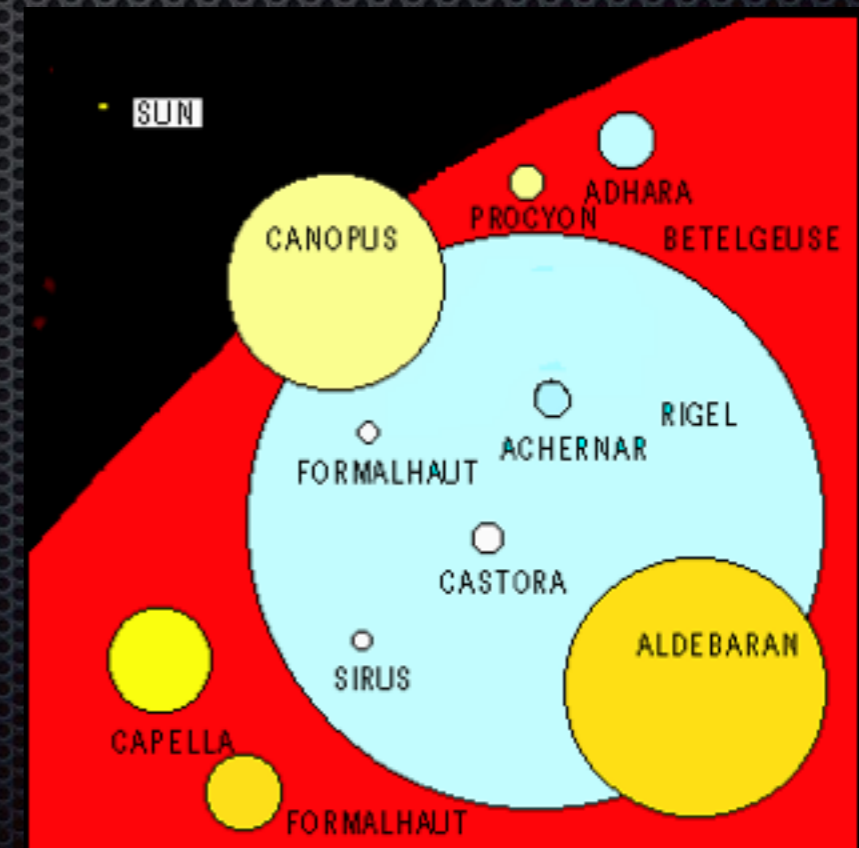 SUN
ADHARA
PROCYON
CANOPUS
BETELGEUSE
RIGEL
ACHERNAR
FORMALHAUT
CASTORA
ALDEBARAN
SIRUS
CAPELLA
FORMALHAUT